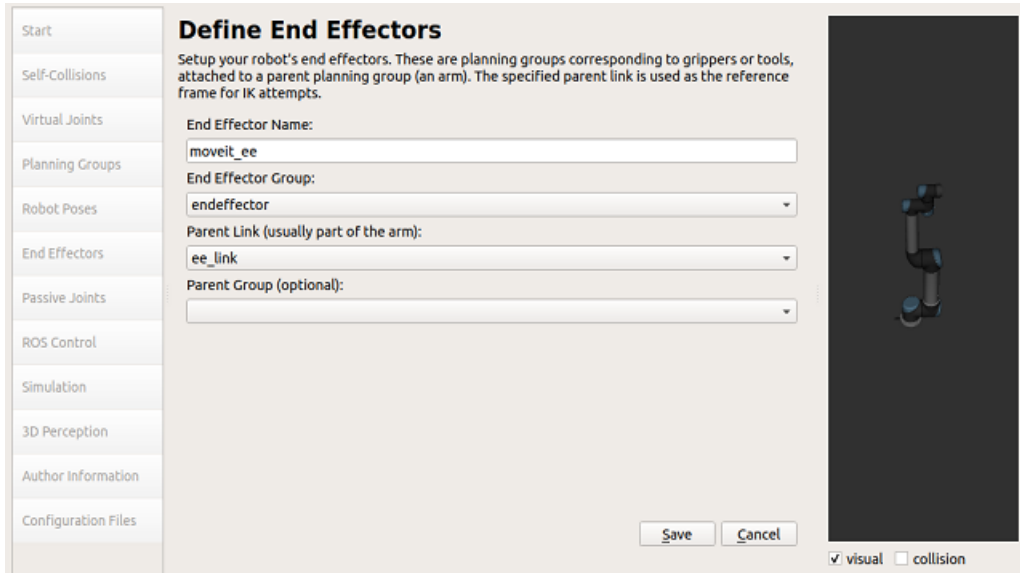 Start
Self-Collisions
Virtual Joints
Planning Groups
Robot Poses
End Effectors
Passive Joints
ROS Control
Simulation
3D Perception
Author Information
Configuration Files
Define End Effectors
Setup your robot's end effectors. These are planning groups corresponding to grippers or tools,
attached to a parent planning group (an arm). The specified parent link is used as the reference
frame for IK attempts.
End Effector Name:
moveit_ee
End Effector Group:
endeffector
Parent Link (usually part of the arm):
ee_link
Parent Group (optional):
Save Cancel
visual collision